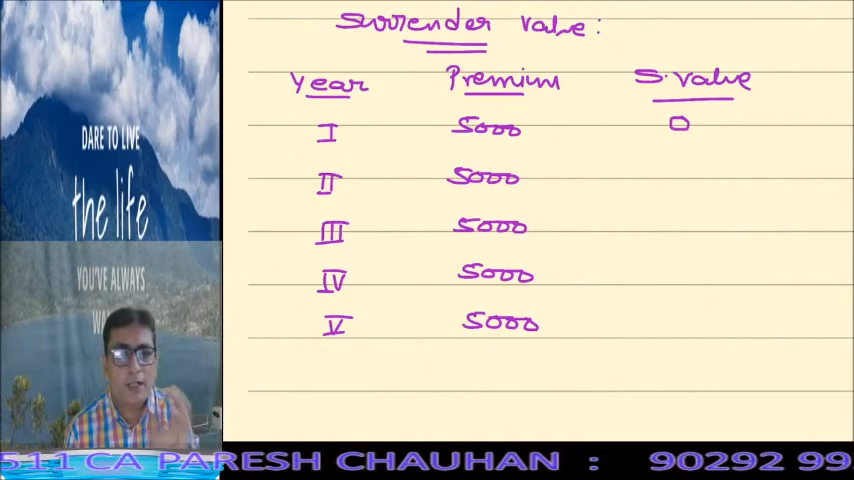 Surrender value :
Year Premium S.value
I 5000 0
II 5000
III 5000
IV 5000
V 5000
DARE TO LIVE
the life
YOU'VE ALWAYS
511 CA PARESH CHAUHAN : 90292 99